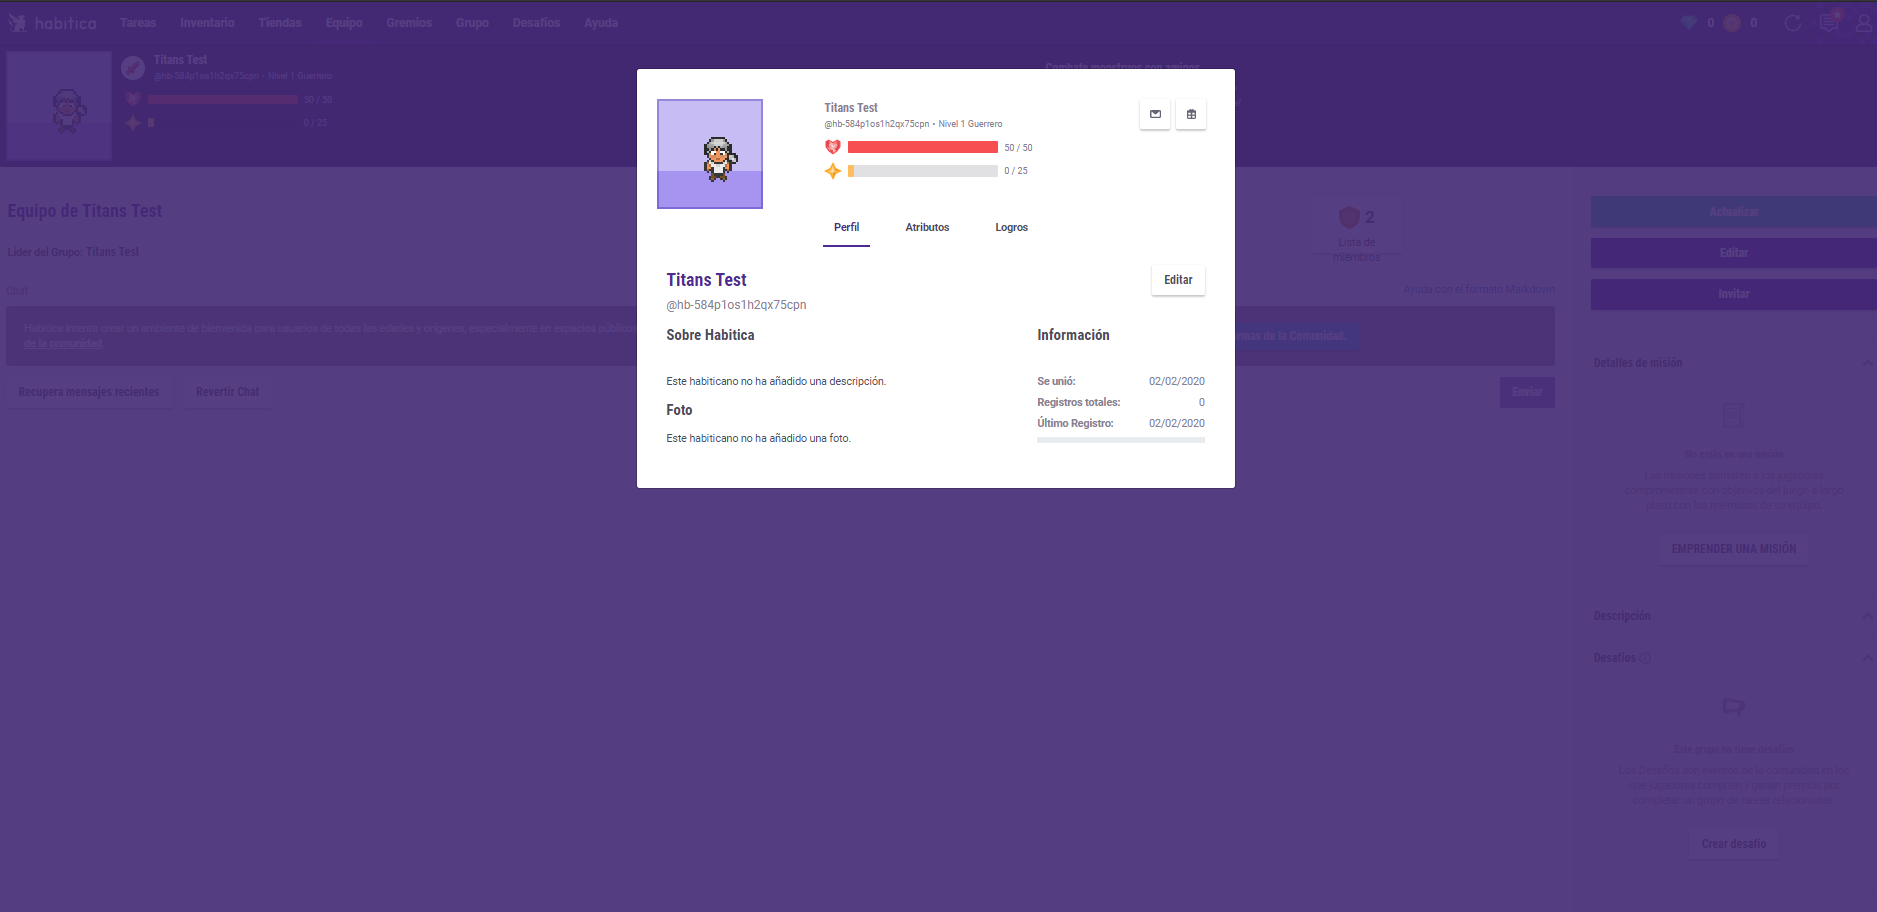 habitica Tareas Inventario Tiendas Equipo Gremios Grupo Desafíos Ayuda 0 0
Titans Test
@hb-584p1os1h2qx75cpn • Nivel 1 Guerrero
50 / 50
0 / 25
Combate monstruos con amigos
Titans Test
@hb-584p1os1h2qx75cpn • Nivel 1 Guerrero
50 / 50
0 / 25
Perfil Atributos Logros
Titans Test
Editar
@hb-584p1os1h2qx75cpn
Sobre Habitica
Este habiticano no ha añadido una descripción.
Foto
Este habiticano no ha añadido una foto.
Información
Se unió: 02/02/2020
Registros totales: 0
Último Registro: 02/02/2020
Equipo de Titans Test
Líder del Grupo: Titans Test
2
Lista de
miembros
Chat
Ayuda con el formato Markdown
Habitica intenta crear un ambiente de bienvenida para usuarios de todas las edades y orígenes, especialmente en espacios públicos
de la comunidad.
rmas de la Comunidad.
Recupera mensajes recientes Revertir Chat
Enviar
Actualizar
Editar
Invitar
Detalles de misión
No estás en una misión
Las misiones permiten a los jugadores
comprometerse con objetivos del juego a largo
plazo con los miembros de su equipo.
EMPRENDER UNA MISIÓN
Descripción
Desafíos
Este grupo no tiene desafíos
Los Desafíos son eventos de la comunidad en los
que jugadores compiten y ganan premios por
completar un grupo de tareas relacionadas.
Crear desafío